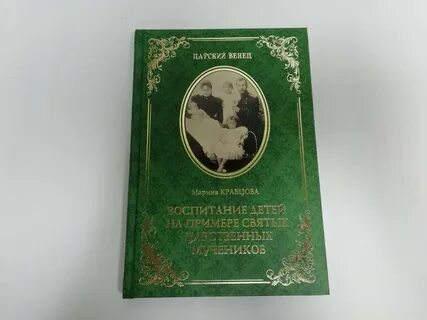 ЦАРСКИЙ ВЕНЕЦ
Марина КРАВЦОВА
ВОСПИТАНИЕ ДЕТЕЙ
НА ПРИМЕРЕ СВЯТЫХ
ЦАРСТВЕННЫХ
МУЧЕНИКОВ